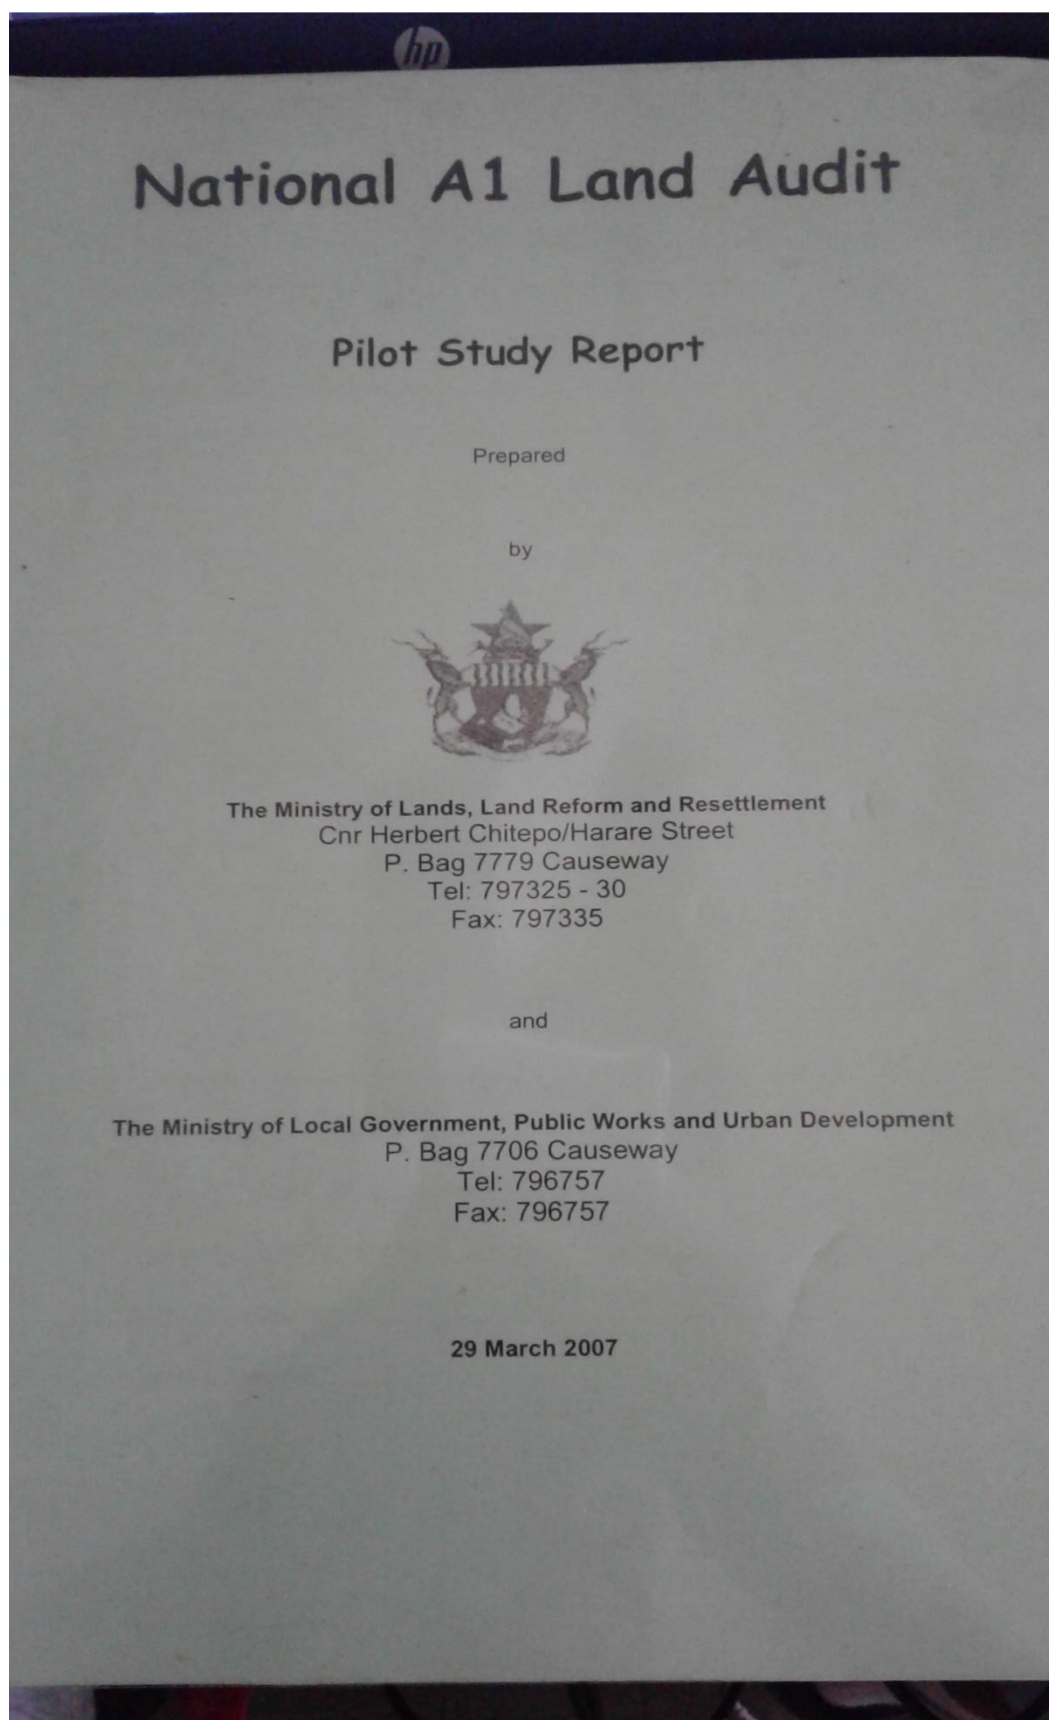 hp
National A1 Land Audit
Pilot Study Report
Prepared
by
The Ministry of Lands, Land Reform and Resettlement
Cnr Herbert Chitepo/Harare Street
P. Bag 7779 Causeway
Tel: 797325 - 30
Fax: 797335
and
The Ministry of Local Government, Public Works and Urban Development
P. Bag 7706 Causeway
Tel: 796757
Fax: 796757
29 March 2007